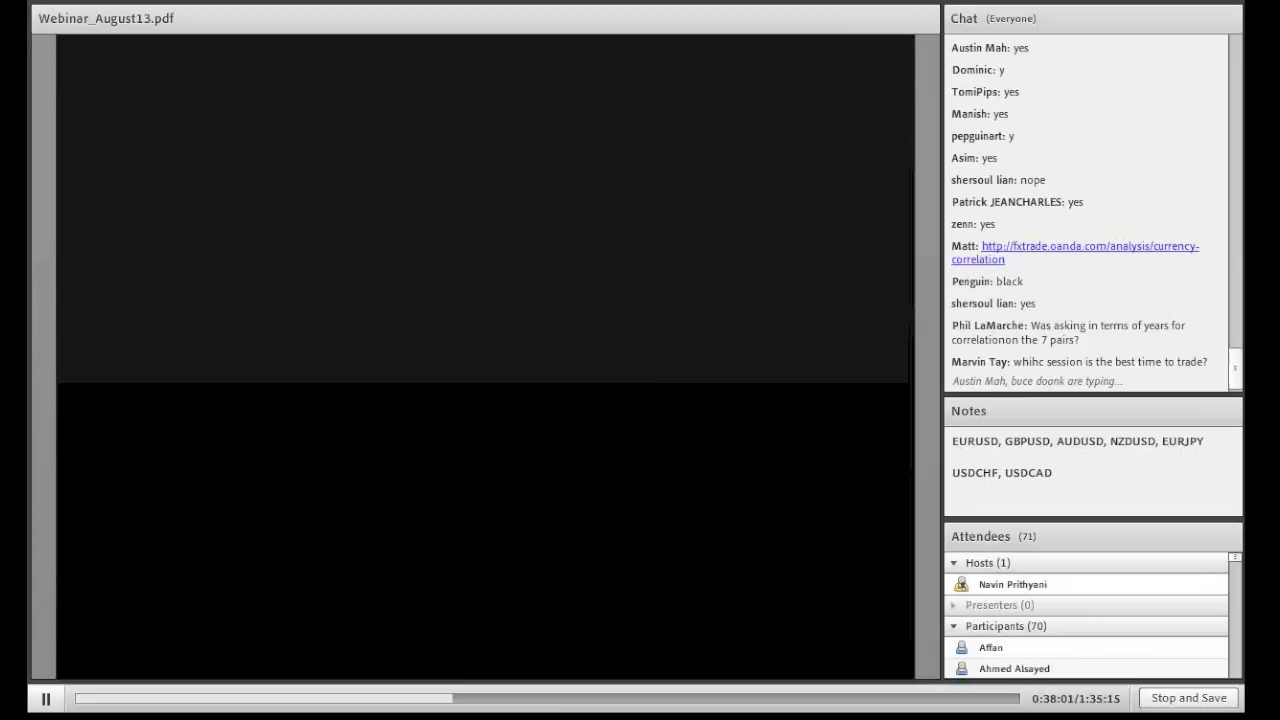 Webinar_August13.pdf
Chat (Everyone)
Austin Mah: yes
Dominic: y
TomiPips: yes
Manish: yes
pepguinart: y
Asim: yes
shersoul lian: nope
Patrick JEANCHARLES: yes
zenn: yes
Matt: http://fxtrade.oanda.com/analysis/currency-
correlation
Penguin: black
shersoul lian: yes
Phil LaMarche: Was asking in terms of years for
correlationon the 7 pairs?
Marvin Tay: whihc session is the best time to trade?
Austin Mah, buce doank are typing...
Notes
EURUSD, GBPUSD, AUDUSD, NZDUSD, EURJPY
USDCHF, USDCAD
Attendees (71)
Hosts (1)
Navin Prithyani
Presenters (0)
Participants (70)
Affan
Ahmed Alsayed
0:38:01/1:35:15
Stop and Save